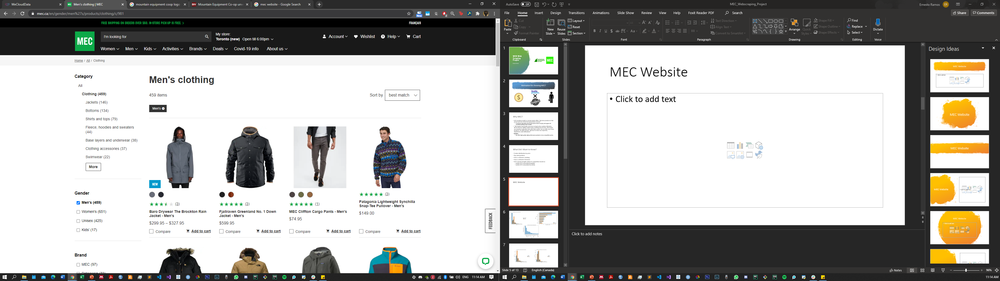 WeCloudData
Men's clothing | MEC
mountain equipment coop logo
Mountain Equipment Co-op unve
mec website - Google Search
mec.ca/en/gender/men%27s/products/clothing/c/981
FREE SHIPPING ON ORDERS OVER $50. IN-STORE PICK-UP IS FREE. >
FRANÇAIS
MEC
I'm looking for
My store:
Toronto (new) Open till 6:00pm
Account
Wishlist
Help
Cart
Women
Men
Kids
Activities
Brands
Deals
Covid-19 info
About us
Home / All / Clothing
Category
All
Clothing (459)
Jackets (146)
Bottoms (134)
Shirts and tops (79)
Fleece, hoodies and sweaters
(44)
Base layers and underwear (38)
Clothing accessories (37)
Swimwear (22)
More
Gender
Men's (459)
Women's (651)
Unisex (425)
Kids' (17)
Brand
MEC (97)
Men's clothing
459 items
Sort by best match
Men's
NEW
(3)
Baro Drywear The Brockton Rain
Jacket - Men's
$299.95 – $327.95
Compare
Add to cart
(3)
Fjallraven Greenland No. 1 Down
Jacket - Men's
$599.95
Compare
Add to cart
(1)
MEC Cliffton Cargo Pants - Men's
$74.95
Compare
Add to cart
(3)
Patagonia Lightweight Synchilla
Snap-Tee Pullover - Men's
$149.00
Compare
Add to cart
FEEDBACK
ENG
11:14 AM
AutoSave Off
MEC_Webscraping_Project
Ernesto Ramos
ER
File
Home
Insert
Design
Transitions
Animations
Slide Show
Review
View
Help
Foxit Reader PDF
Search
Share
Comments
Paste
Cut
Copy
Format Painter
Clipboard
New
Slide
Reuse
Slides
Layout
Reset
Section
Slides
Font
Text Direction
Align Text
Convert to SmartArt
Paragraph
Arrange
Quick
Styles
Shape Fill
Shape Outline
Shape Effects
Drawing
Find
Replace
Select
Editing
Dictate
Voice
1
WCD Web
Scraping
Project
MEC
2
Motivation for choosing MEC?
Quality
products.
3
Why MEC?
4
What Did I Want to Know?
5
MEC Website
6
7
MEC Website
• Click to add text
Click to add notes
Design Ideas
MEC Website
MEC Website
MEC Website
MEC Website
MEC Website
Slide 5 of 13
English (Canada)
Notes
96%
11:14 AM